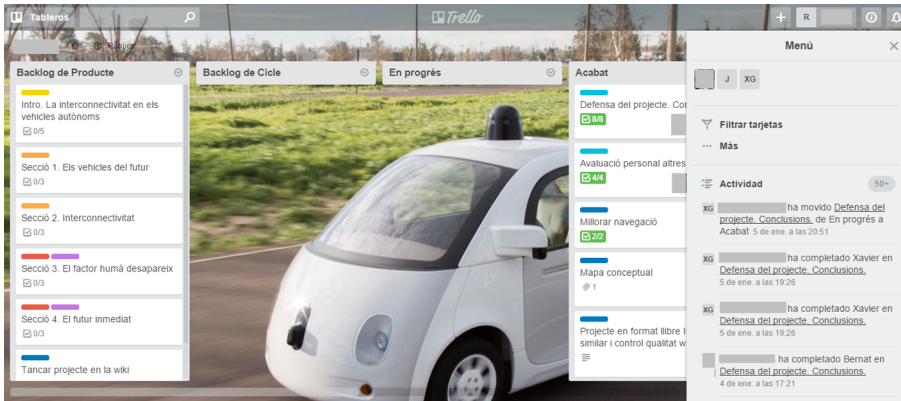 Tableros
Trello
R
Público
Menú
Backlog de Producte
Intro. La interconnectivitat en els
vehicles autònoms
0/5
Secció 1. Els vehicles del futur
0/3
Secció 2. Interconnectivitat
0/3
Secció 3. El factor humà desapareix
0/3
Secció 4. El futur inmediat
0/3
Tancar projecte en la wiki
Backlog de Cicle
En progrés
Acabat
Defensa del projecte. Co
8/8
Avaluació personal altres
4/4
Millorar navegació
2/2
Mapa conceptual
1
Projecte en format llibre
similar i control qualitat w
J XG
Filtrar tarjetas
Más
Actividad 50+
XG ha movido Defensa del
projecte. Conclusions. de En progrés a
Acabat 5 de ene. a las 20:51
XG ha completado Xavier en
Defensa del projecte. Conclusions.
5 de ene. a las 19:26
XG ha completado Xavier en
Defensa del projecte. Conclusions.
5 de ene. a las 19:26
ha completado Bernat en
Defensa del projecte. Conclusions.
4 de ene. a las 17:21